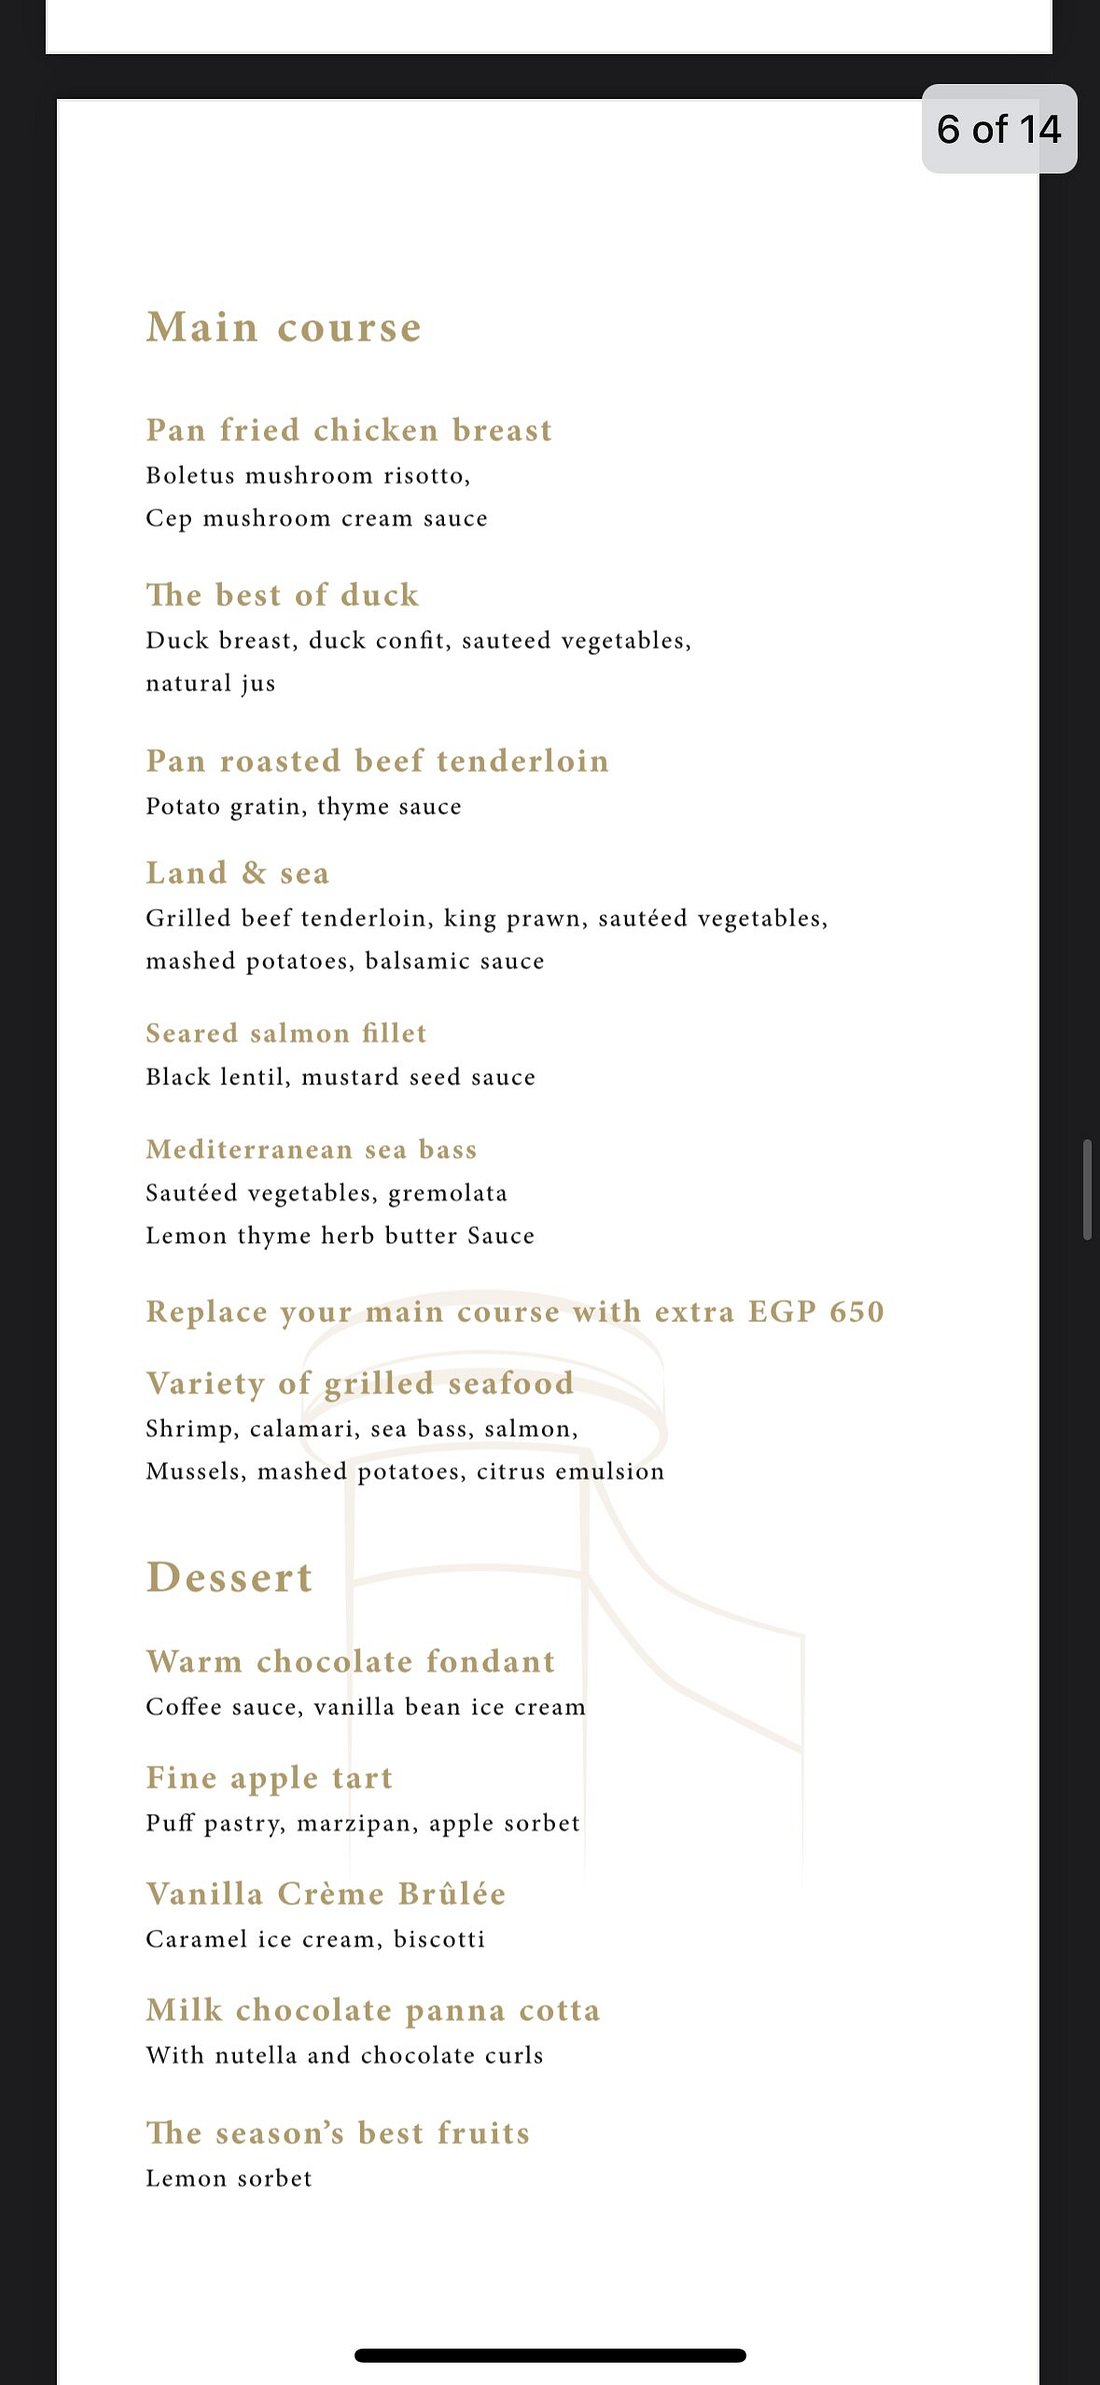 6 of 14
Main course
Pan fried chicken breast
Boletus mushroom risotto,
Cep mushroom cream sauce
The best of duck
Duck breast, duck confit, sauteed vegetables,
natural jus
Pan roasted beef tenderloin
Potato gratin, thyme sauce
Land & sea
Grilled beef tenderloin, king prawn, sautéed vegetables,
mashed potatoes, balsamic sauce
Seared salmon fillet
Black lentil, mustard seed sauce
Mediterranean sea bass
Sautéed vegetables, gremolata
Lemon thyme herb butter Sauce
Replace your main course with extra EGP 650
Variety of grilled seafood
Shrimp, calamari, sea bass, salmon,
Mussels, mashed potatoes, citrus emulsion
Dessert
Warm chocolate fondant
Coffee sauce, vanilla bean ice cream
Fine apple tart
Puff pastry, marzipan, apple sorbet
Vanilla Crème Brûlée
Caramel ice cream, biscotti
Milk chocolate panna cotta
With nutella and chocolate curls
The season’s best fruits
Lemon sorbet